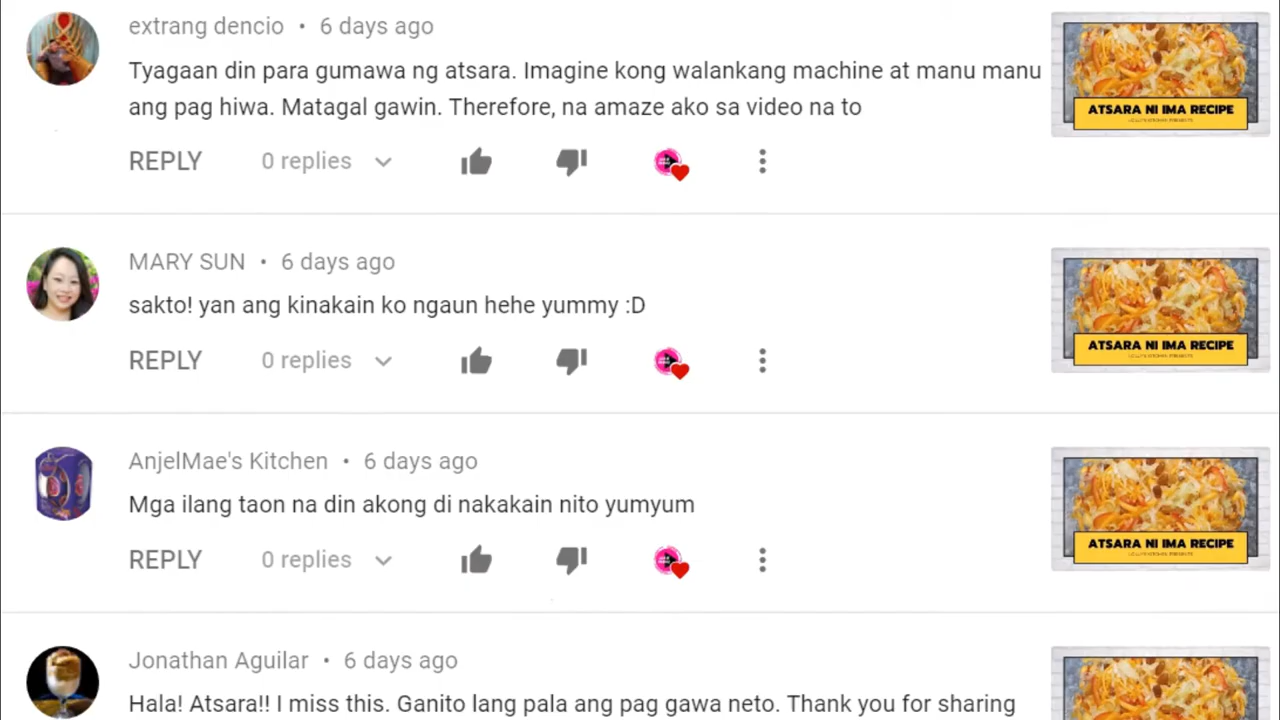 extrang dencio • 6 days ago
Tyagaan din para gumawa ng atsara. Imagine kong walankang machine at manu manu
ang pag hiwa. Matagal gawin. Therefore, na amaze ako sa video na to
REPLY 0 replies
ATSARA NI IMA RECIPE
MARY SUN • 6 days ago
sakto! yan ang kinakain ko ngaun hehe yummy :D
REPLY 0 replies
ATSARA NI IMA RECIPE
AnjelMae's Kitchen • 6 days ago
Mga ilang taon na din akong di nakakain nito yumyum
REPLY 0 replies
ATSARA NI IMA RECIPE
Jonathan Aguilar • 6 days ago
Hala! Atsara!! I miss this. Ganito lang pala ang pag gawa neto. Thank you for sharing